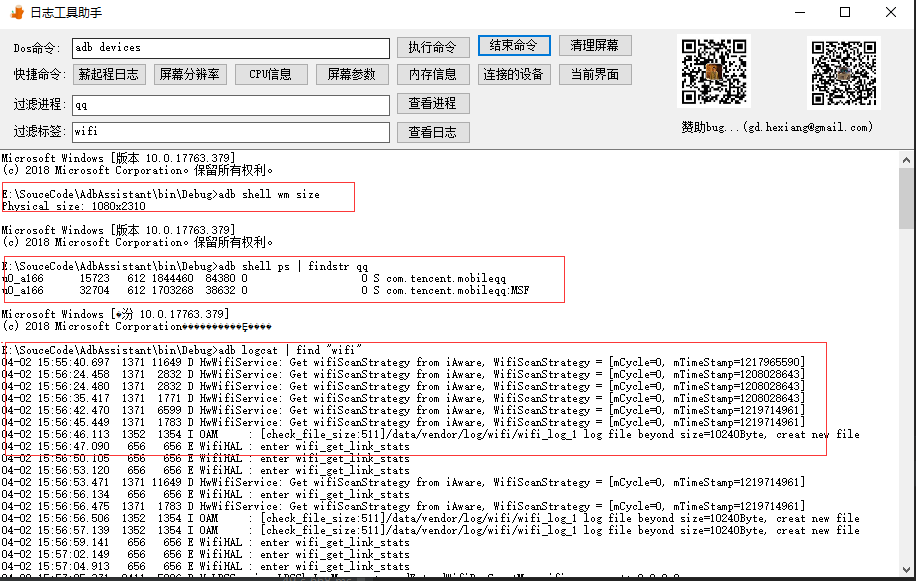 日志工具助手
Dos命令: adb devices 执行命令 结束命令 清理屏幕
快捷命令: 薪起程日志 屏幕分辨率 CPU信息 屏幕参数 内存信息 连接的设备 当前界面
过滤进程: qq 查看进程
过滤标签: wifi 查看日志
赞助bug...(gd.hexiang@gmail.com)
Microsoft Windows [版本 10.0.17763.379]
(c) 2018 Microsoft Corporation。保留所有权利。
E:\SouceCode\AdbAssistant\bin\Debug>adb shell wm size
Physical size: 1080x2310
Microsoft Windows [版本 10.0.17763.379]
(c) 2018 Microsoft Corporation。保留所有权利。
E:\SouceCode\AdbAssistant\bin\Debug>adb shell ps | findstr qq
u0_a166 15723 612 1844460 84380 0 0 S com.tencent.mobileqq
u0_a166 32704 612 1703268 38632 0 0 S com.tencent.mobileqq:MSF
Microsoft Windows [�汾 10.0.17763.379]
(c) 2018 Microsoft Corporation
E:\SouceCode\AdbAssistant\bin\Debug>adb logcat | find "wifi"
04-02 15:55:40.697 1371 11649 D HwWifiService: Get wifiScanStrategy from iAware, WifiScanStrategy = [mCycle=0, mTimeStamp=1217965590]
04-02 15:56:24.458 1371 2832 D HwWifiService: Get wifiScanStrategy from iAware, WifiScanStrategy = [mCycle=0, mTimeStamp=1208028643]
04-02 15:56:24.480 1371 2832 D HwWifiService: Get wifiScanStrategy from iAware, WifiScanStrategy = [mCycle=0, mTimeStamp=1208028643]
04-02 15:56:35.417 1371 1771 D HwWifiService: Get wifiScanStrategy from iAware, WifiScanStrategy = [mCycle=0, mTimeStamp=1208028643]
04-02 15:56:42.470 1371 6599 D HwWifiService: Get wifiScanStrategy from iAware, WifiScanStrategy = [mCycle=0, mTimeStamp=1219714961]
04-02 15:56:45.449 1371 1783 D HwWifiService: Get wifiScanStrategy from iAware, WifiScanStrategy = [mCycle=0, mTimeStamp=1219714961]
04-02 15:56:46.113 1352 1354 I OAM : [check_file_size:511]/data/vendor/log/wifi/wifi_log_1 log file beyond size=10240Byte, creat new file
04-02 15:56:47.090 656 656 E WifiHAL : enter wifi_get_link_stats
04-02 15:56:50.105 656 656 E WifiHAL : enter wifi_get_link_stats
04-02 15:56:53.120 656 656 E WifiHAL : enter wifi_get_link_stats
04-02 15:56:53.471 1371 11649 D HwWifiService: Get wifiScanStrategy from iAware, WifiScanStrategy = [mCycle=0, mTimeStamp=1219714961]
04-02 15:56:56.134 656 656 E WifiHAL : enter wifi_get_link_stats
04-02 15:56:56.475 1371 1783 D HwWifiService: Get wifiScanStrategy from iAware, WifiScanStrategy = [mCycle=0, mTimeStamp=1219714961]
04-02 15:56:56.506 1352 1354 I OAM : [check_file_size:511]/data/vendor/log/wifi/wifi_log_1 log file beyond size=10240Byte, creat new file
04-02 15:56:57.139 1352 1354 I OAM : [check_file_size:511]/data/vendor/log/wifi/wifi_log_1 log file beyond size=10240Byte, creat new file
04-02 15:56:59.141 656 656 E WifiHAL : enter wifi_get_link_stats
04-02 15:57:02.149 656 656 E WifiHAL : enter wifi_get_link_stats
04-02 15:57:04.913 656 656 E WifiHAL : enter wifi_get_link_stats